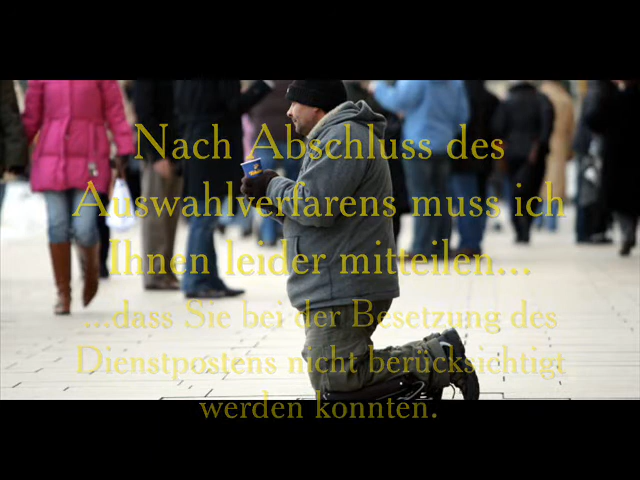 Nach Abschluss des
Auswahlverfarens muss ich
Ihnen leider mitteilen...
...dass Sie bei der Besetzung des
Dienstpostens nicht berücksichtigt
werden konnten.